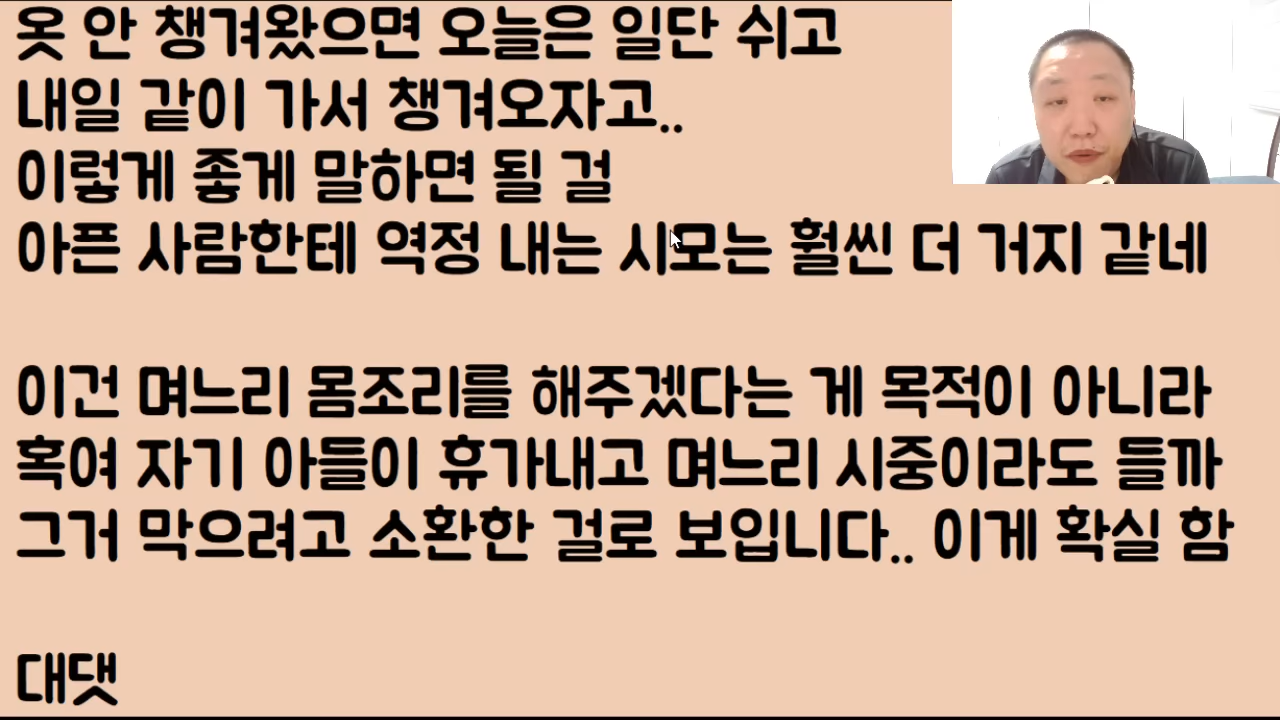 옷 안 챙겨왔으면 오늘은 일단 쉬고
내일 같이 가서 챙겨오자고..
이렇게 좋게 말하면 될 걸
아픈 사람한테 역정 내는 시모는 훨씬 더 거지 같네
이건 며느리 몸조리를 해주겠다는 게 목적이 아니라
혹여 자기 아들이 휴가내고 며느리 시중이라도 들까
그거 막으려고 소환한 걸로 보입니다.. 이게 확실 함
대댓